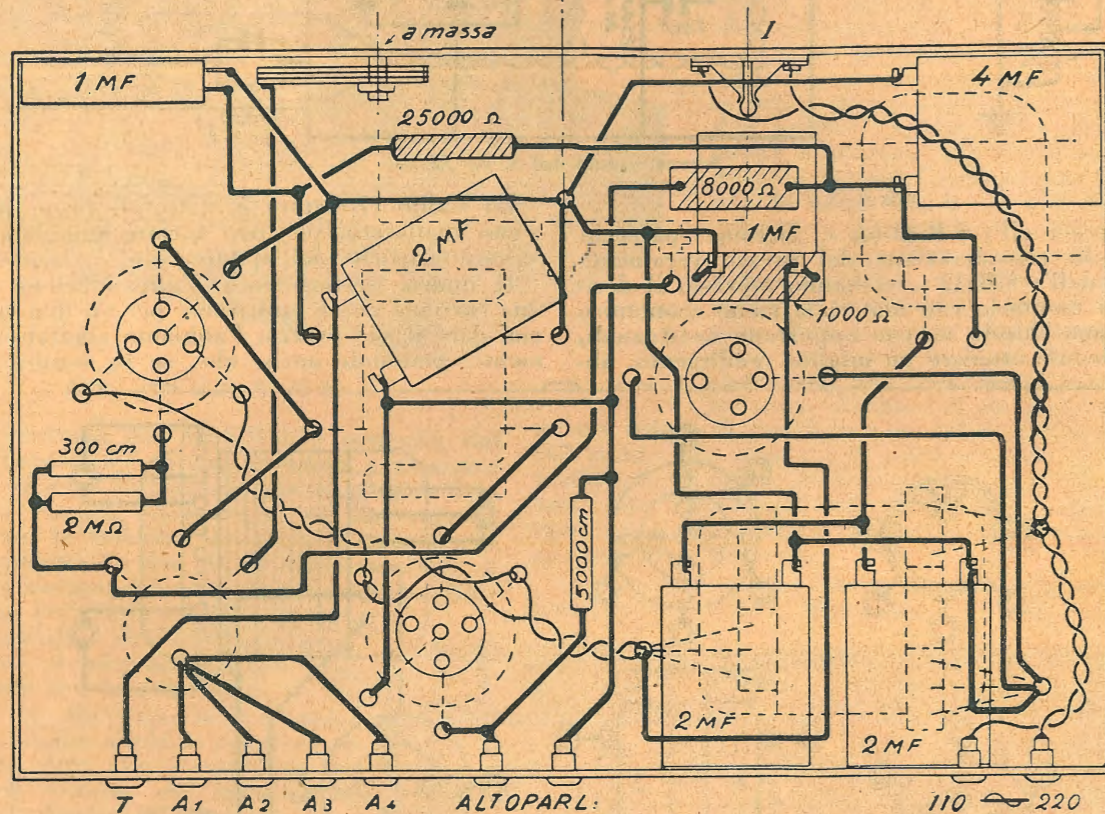 a massa
I
1 MF
4 MF
25000 Ω
8000 Ω
2 MF
1 MF
1000 Ω
300 cm
2 MΩ
5000 cm
2 MF
2 MF
T A1 A2 A3 A4 ALTOPARL: 110 ~ 220